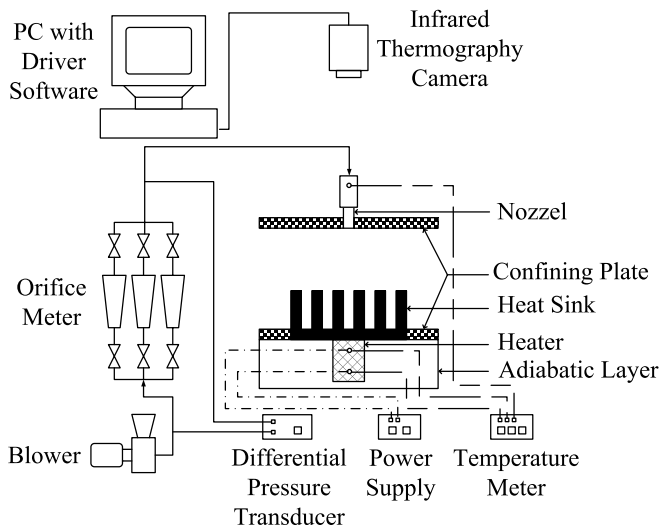 PC with
Driver
Software
Infrared
Thermography
Camera
Nozzel
Confining Plate
Heat Sink
Heater
Adiabatic Layer
Orifice
Meter
Blower
Differential
Pressure
Transducer
Power
Supply
Temperature
Meter